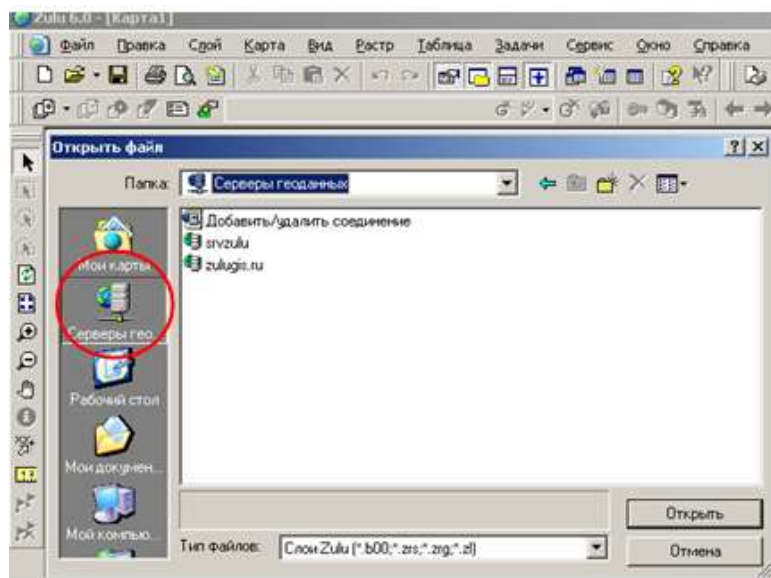 Zulu 6.0 - [Карта1]
Файл Правка Слой Карта Вид Растр Таблица Задачи Сервис Окно Справка
Открыть файл
Папка: Серверы геоданных
Добавить/удалить соединение
srvzulu
zulugis.ru
Мои карты
Серверы гео...
Рабочий стол
Мои докумен...
Мой компью...
Открыть
Тип файлов: Слои Zulu (*.b00;*.zrs;*.zrg;*.zl)
Отмена